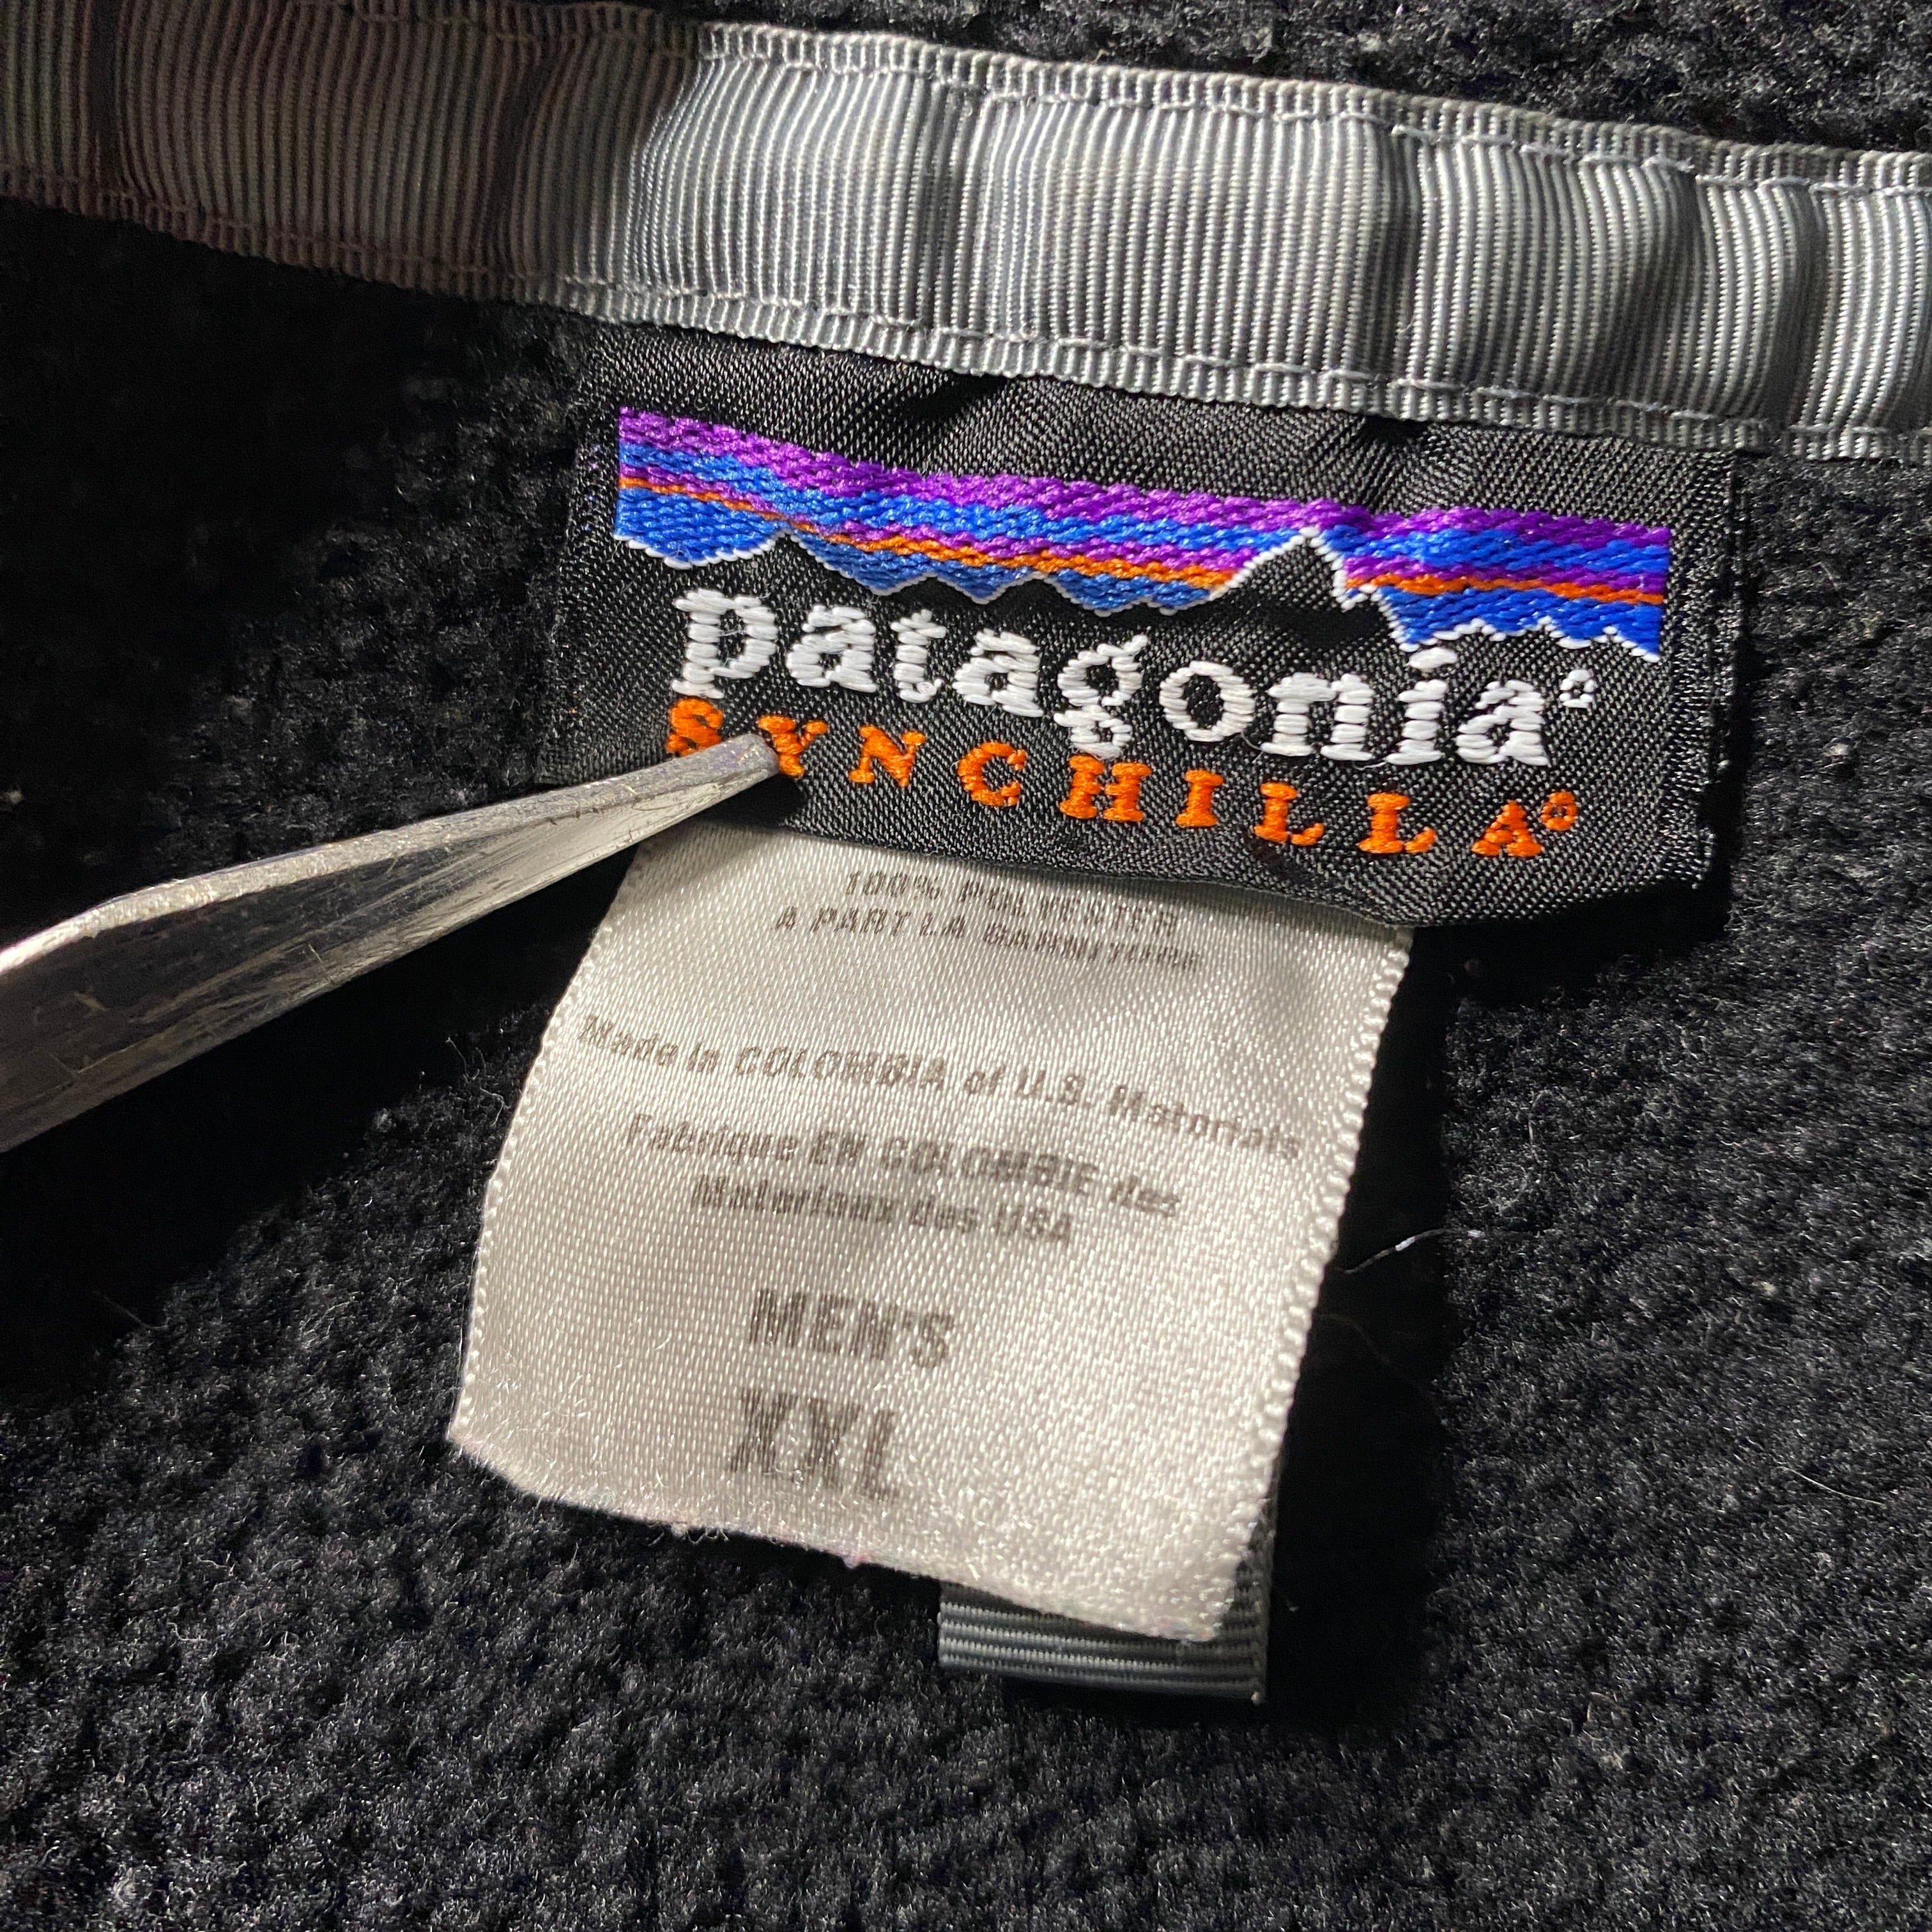 patagonia®
SYNCHILLA®
100% POLYESTER
A PART LA GARNITURE
Made in COLOMBIA of U.S. Materials
Fabrique EN COLOMBIE des
Materiaux des USA
MEN'S
XXL